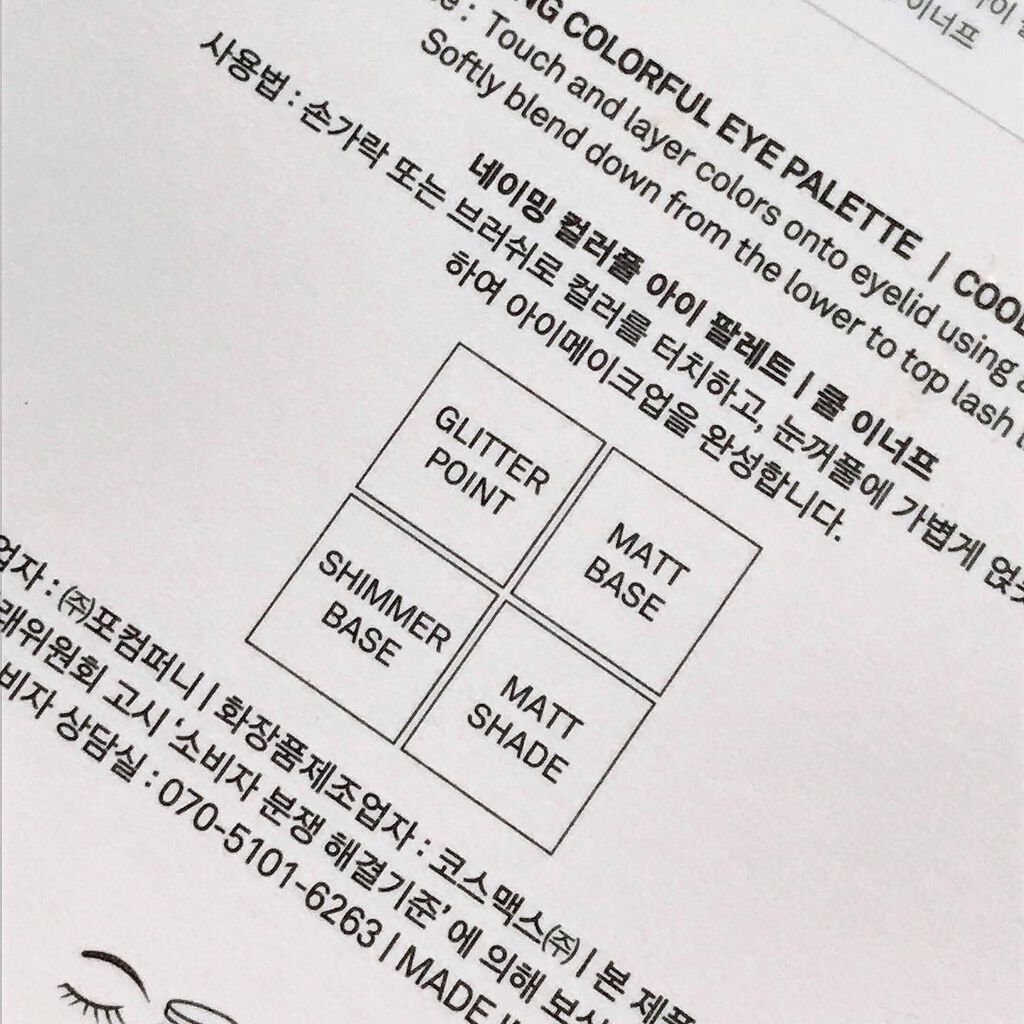 이너프
COLORFUL EYE PALETTE | COOL
: Touch and layer colors onto eyelid using
Softly blend down from the lower to top lash
네이밍 컬러풀 아이 팔레트 | 쿨 이너프
사용법 : 손가락 또는 브러쉬로 컬러를 터치하고, 눈꺼풀에 가볍게
하여 아이메이크업을 완성합니다.
GLITTER
POINT
MATT
BASE
SHIMMER
BASE
MATT
SHADE
업자 : ㈜포컴퍼니 | 화장품제조업자 : 코스맥스㈜ | 본 제품
래위원회 고시 ‘소비자 분쟁 해결기준’에 의해
비자 상담실 : 070-5101-6263 | MADE